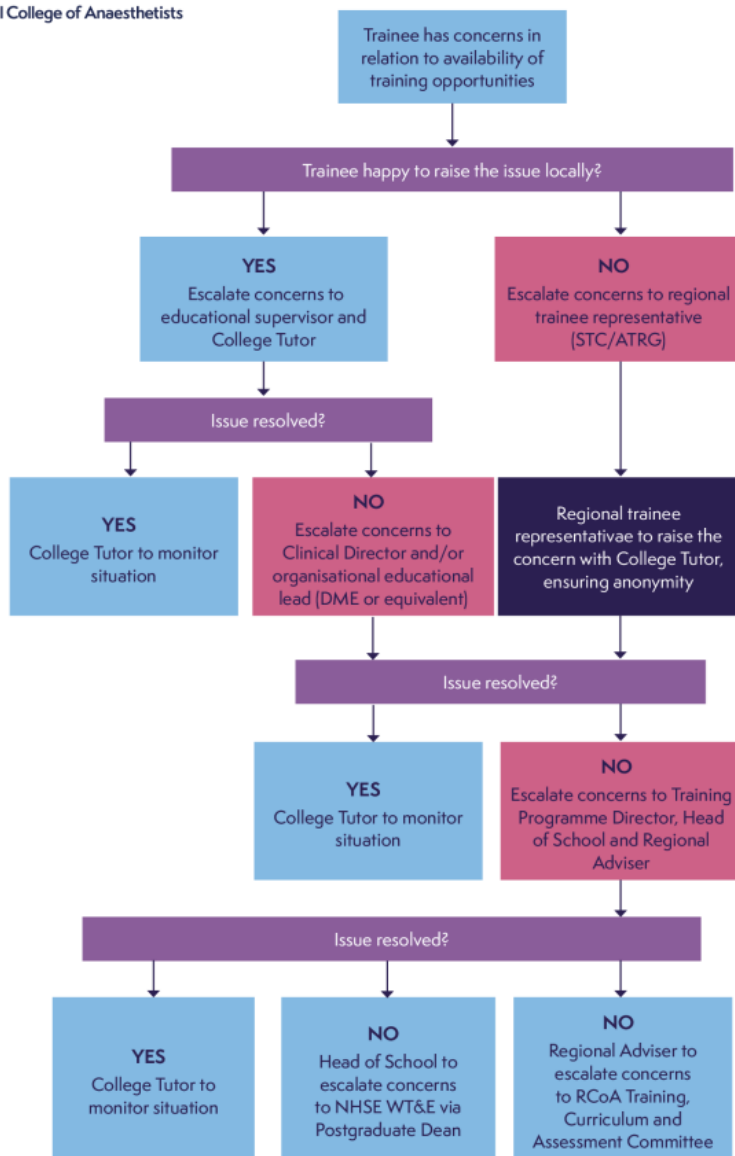 College of Anaesthetists
Trainee has concerns in
relation to availability of
training opportunities
Trainee happy to raise the issue locally?
YES
Escalate concerns to
educational supervisor and
College Tutor
NO
Escalate concerns to regional
trainee representative
(STC/ATRG)
Issue resolved?
YES
College Tutor to monitor
situation
NO
Escalate concerns to
Clinical Director and/or
organisational educational
lead (DME or equivalent)
Regional trainee
representativae to raise the
concern with College Tutor,
ensuring anonymity
Issue resolved?
YES
College Tutor to monitor
situation
NO
Escalate concerns to Training
Programme Director, Head
of School and Regional
Adviser
Issue resolved?
YES
College Tutor to
monitor situation
NO
Head of School to
escalate concerns
to NHSE WT&E via
Postgraduate Dean
NO
Regional Adviser to
escalate concerns
to RCoA Training,
Curriculum and
Assessment Committee